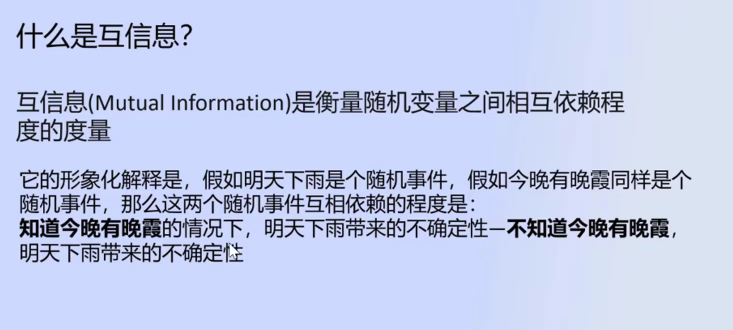 什么是互信息?
互信息(Mutual Information)是衡量随机变量之间相互依赖程
度的度量
它的形象化解释是，假如明天下雨是个随机事件，假如今晚有晚霞同样是个
随机事件，那么这两个随机事件互相依赖的程度是：
知道今晚有晚霞的情况下，明天下雨带来的不确定性—不知道今晚有晚霞，
明天下雨带来的不确定性